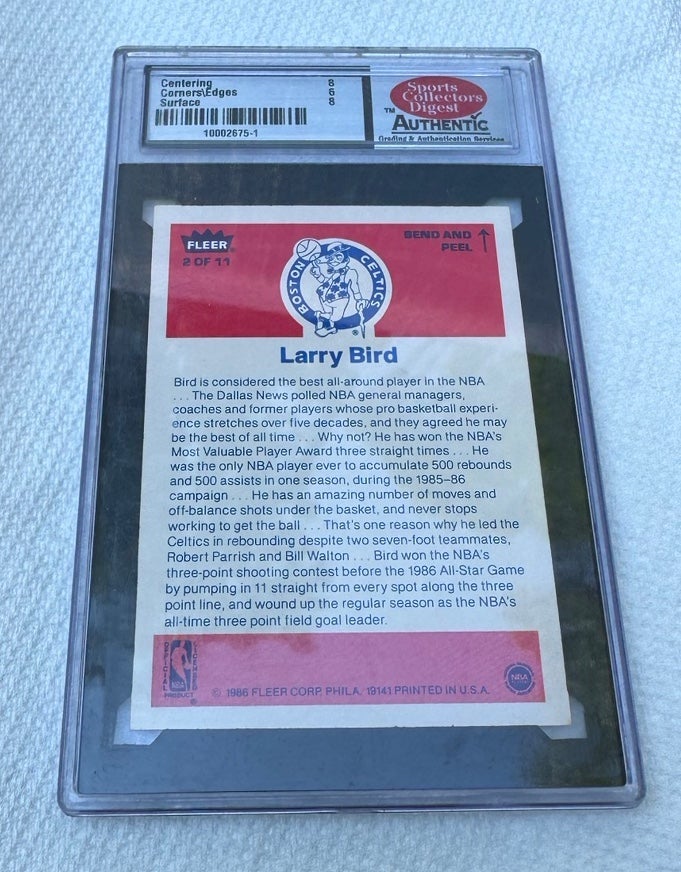 Centering 8
Corners\Edges 6
Surface 8
10002675-1
Sports
Collectors
Digest
TM
AUTHENTIC
Grading & Authentication Services
FLEER
2 OF 11
BOSTON CELTICS
BEND AND
PEEL
Larry Bird
Bird is considered the best all-around player in the NBA
... The Dallas News polled NBA general managers,
coaches and former players whose pro basketball experi-
ence stretches over five decades, and they agreed he may
be the best of all time ... Why not? He has won the NBA's
Most Valuable Player Award three straight times ... He
was the only NBA player ever to accumulate 500 rebounds
and 500 assists in one season, during the 1985-86
campaign ... He has an amazing number of moves and
off-balance shots under the basket, and never stops
working to get the ball ... That's one reason why he led the
Celtics in rebounding despite two seven-foot teammates,
Robert Parrish and Bill Walton ... Bird won the NBA's
three-point shooting contest before the 1986 All-Star Game
by pumping in 11 straight from every spot along the three
point line, and wound up the regular season as the NBA's
all-time three point field goal leader.
OFFICIAL
NBA
LICENSED
PRODUCT
© 1986 FLEER CORP. PHILA. 19141 PRINTED IN U.S.A.
NBA